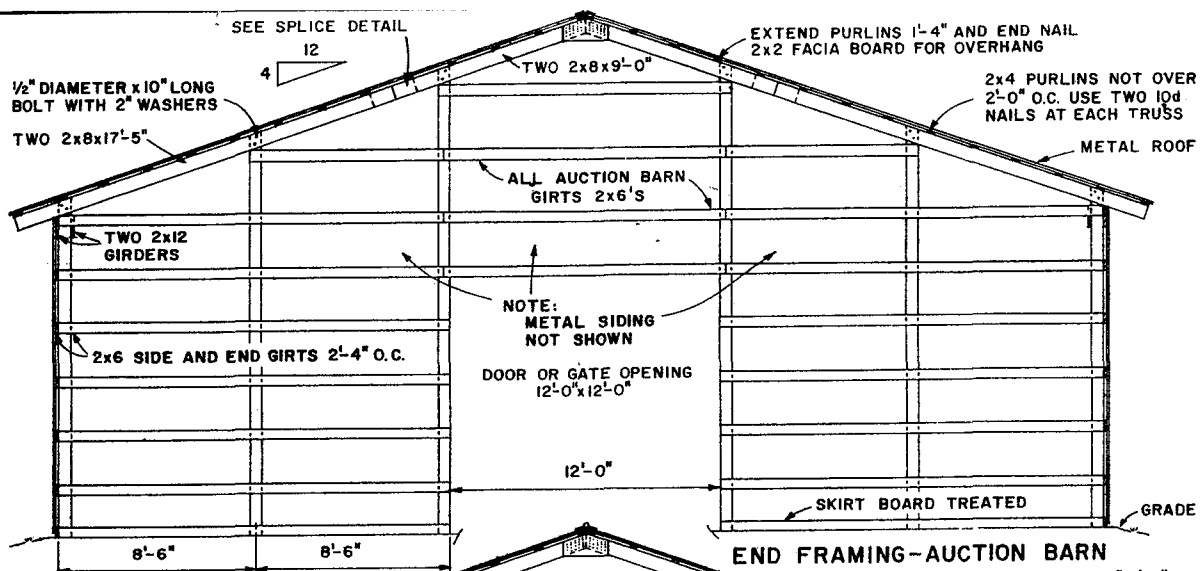 SEE SPLICE DETAIL
12
4
EXTEND PURLINS 1'-4" AND END NAIL
2x2 FACIA BOARD FOR OVERHANG
TWO 2x8x9'-0"
1/2" DIAMETER x 10" LONG
BOLT WITH 2" WASHERS
2x4 PURLINS NOT OVER
2'-0" O.C. USE TWO 10d
NAILS AT EACH TRUSS
TWO 2x8x17'-5"
METAL ROOF
ALL AUCTION BARN
GIRTS 2x6'S
TWO 2x12
GIRDERS
NOTE:
METAL SIDING
NOT SHOWN
2x6 SIDE AND END GIRTS 2'-4" O.C.
DOOR OR GATE OPENING
12'-0"x12'-0"
12'-0"
SKIRT BOARD TREATED
GRADE
8'-6"
8'-6"
END FRAMING-AUCTION BARN